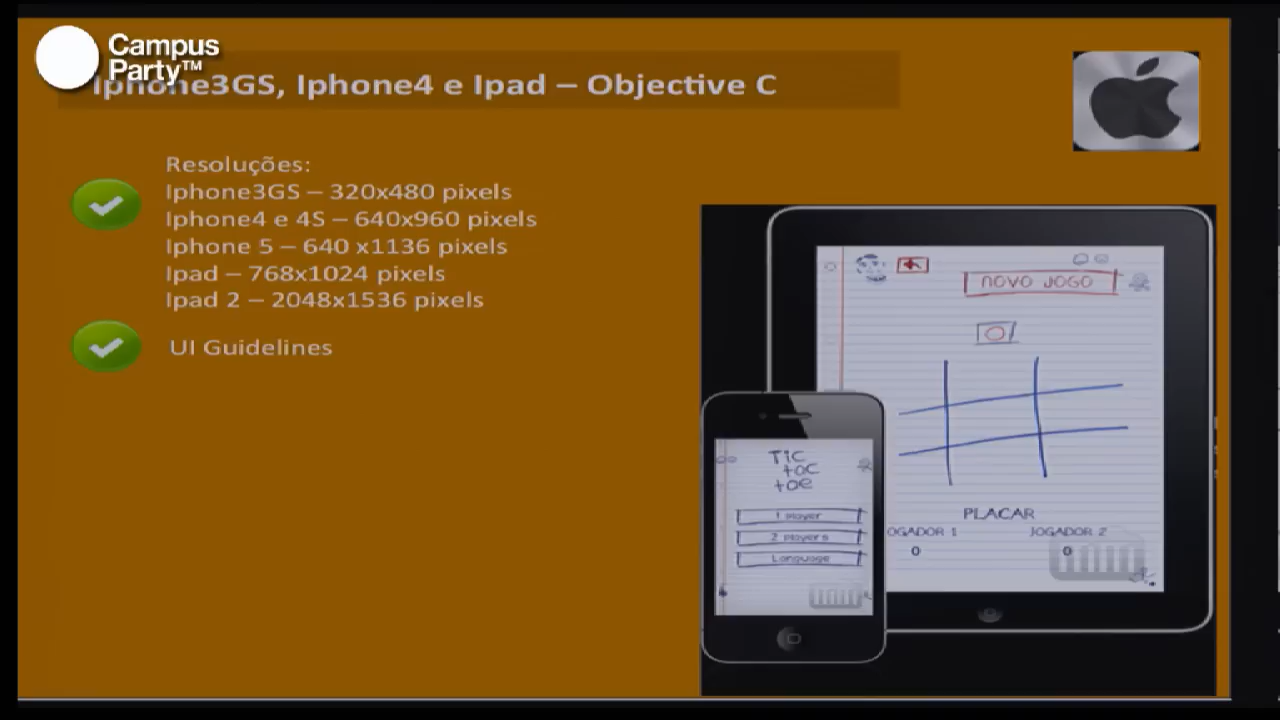 Campus
Party™
Iphone3GS, Iphone4 e Ipad – Objective C
Resoluções:
Iphone3GS – 320x480 pixels
Iphone4 e 4S – 640x960 pixels
Iphone 5 – 640 x1136 pixels
Ipad – 768x1024 pixels
Ipad 2 – 2048x1536 pixels
UI Guidelines
NOVO JOGO
PLACAR
OGADOR 1 JOGADOR 2
0 0
TIC
toc
toe
1 player
2 players
Language